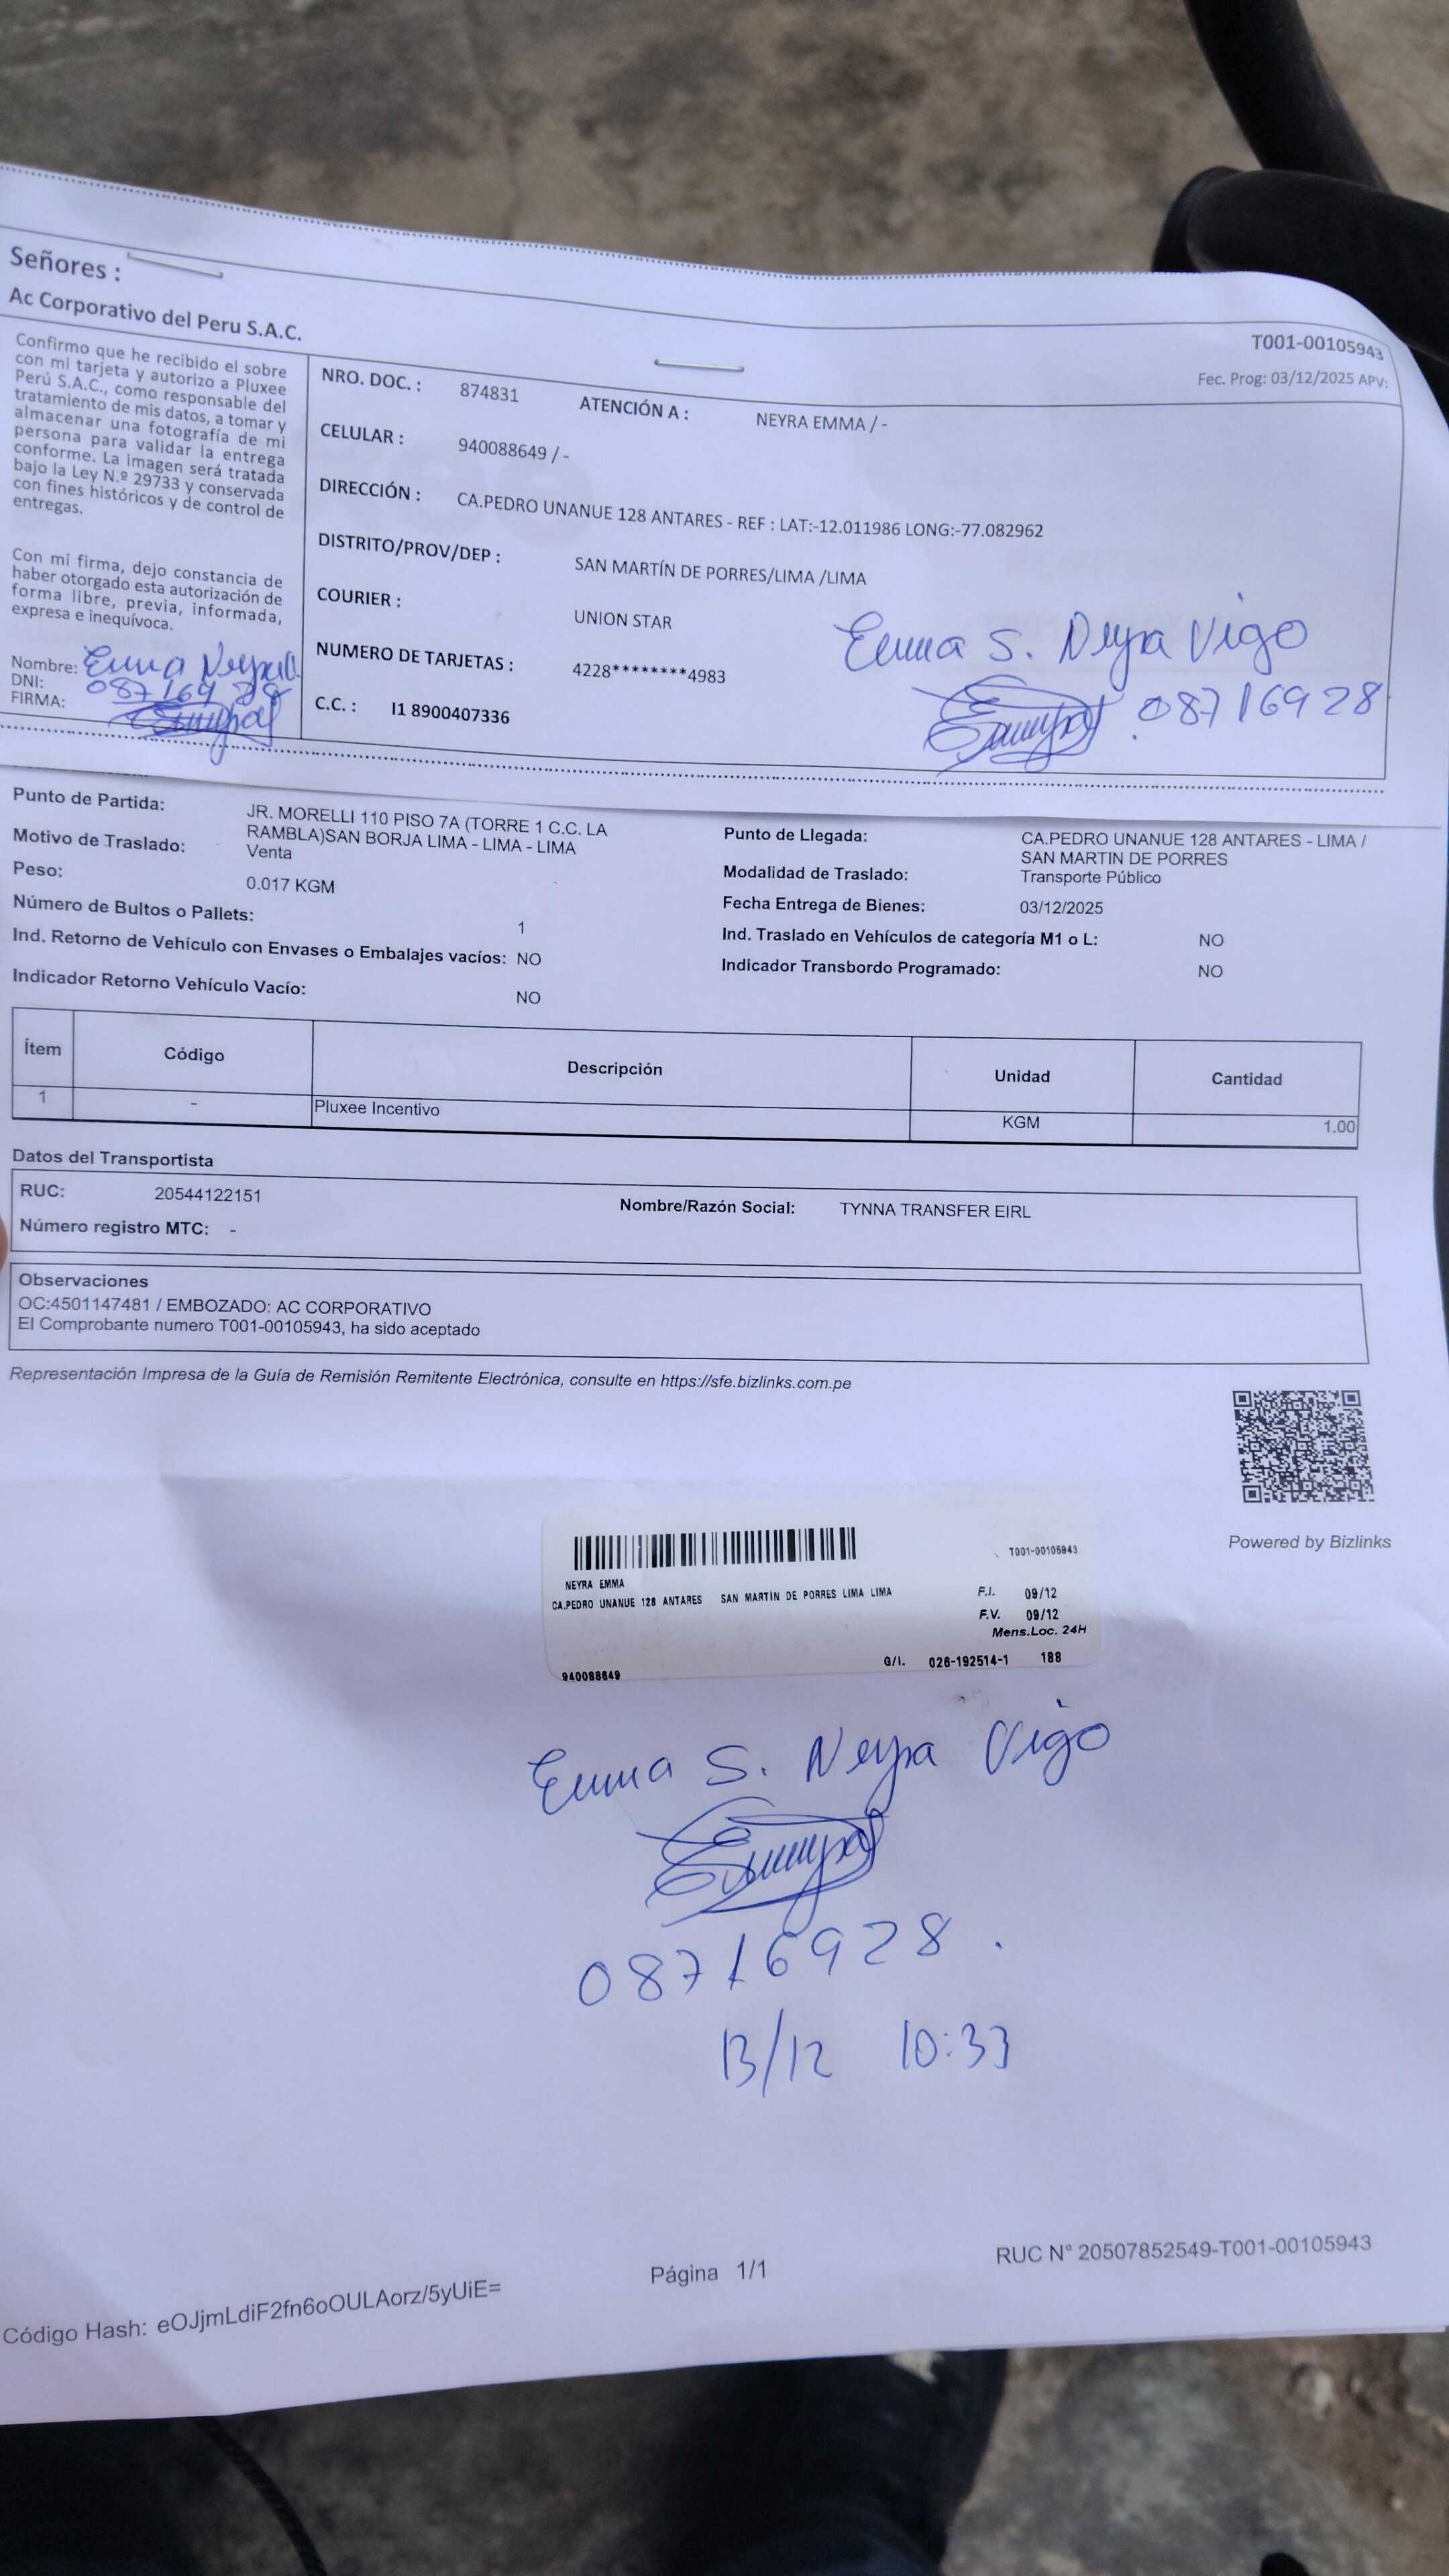 Señores :
Ac Corporativo del Peru S.A.C.
T001-00105943
Fec. Prog: 03/12/2025 APV:
Confirmo que he recibido el sobre
con mi tarjeta y autorizo a Pluxee
Perú S.A.C., como responsable del
tratamiento de mis datos, a tomar y
almacenar una fotografía de mi
persona para validar la entrega
conforme. La imagen será tratada
bajo la Ley N.º 29733 y conservada
con fines históricos y de control de
entregas.
Con mi firma, dejo constancia de
haber otorgado esta autorización de
forma libre, previa, informada,
expresa e inequívoca.
Nombre: Emma Neyra
DNI: 08716928
FIRMA:
NRO. DOC. : 874831 ATENCIÓN A : NEYRA EMMA / -
CELULAR : 940088649 / -
DIRECCIÓN : CA.PEDRO UNANUE 128 ANTARES - REF : LAT:-12.011986 LONG:-77.082962
DISTRITO/PROV/DEP : SAN MARTÍN DE PORRES/LIMA /LIMA
COURIER : UNION STAR
NUMERO DE TARJETAS : 4228********4983
C.C. : I1 8900407336
Emma S. Neyra Vigo
08716928
Punto de Partida: JR. MORELLI 110 PISO 7A (TORRE 1 C.C. LA
RAMBLA)SAN BORJA LIMA - LIMA - LIMA
Motivo de Traslado: Venta
Peso: 0.017 KGM
Número de Bultos o Pallets: 1
Ind. Retorno de Vehículo con Envases o Embalajes vacíos: NO
Indicador Retorno Vehículo Vacío: NO
Punto de Llegada: CA.PEDRO UNANUE 128 ANTARES - LIMA /
SAN MARTIN DE PORRES
Modalidad de Traslado: Transporte Público
Fecha Entrega de Bienes: 03/12/2025
Ind. Traslado en Vehículos de categoría M1 o L: NO
Indicador Transbordo Programado: NO
Ítem Código Descripción Unidad Cantidad
1 - Pluxee Incentivo KGM 1.00
Datos del Transportista
RUC: 20544122151 Nombre/Razón Social: TYNNA TRANSFER EIRL
Número registro MTC: -
Observaciones
OC:4501147481 / EMBOZADO: AC CORPORATIVO
El Comprobante numero T001-00105943, ha sido aceptado
Representación Impresa de la Guía de Remisión Remitente Electrónica, consulte en https://sfe.bizlinks.com.pe
Powered by Bizlinks
T001-00105943
NEYRA EMMA
CA.PEDRO UNANUE 128 ANTARES SAN MARTÍN DE PORRES LIMA LIMA
F.I. 09/12
F.V. 09/12
Mens.Loc. 24H
G/I. 026-192514-1 188
940088649
Emma S. Neyra Vigo
08716928.
13/12 10:33
Código Hash: eOJjmLdiF2fn6oOULAorz/5yUiE=
Página 1/1
RUC N° 20507852549-T001-00105943